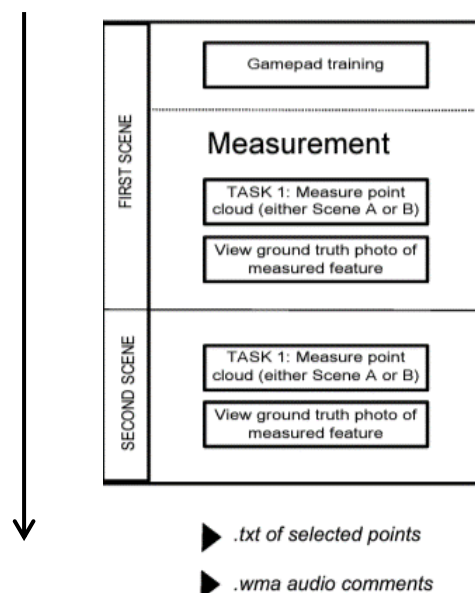 Gamepad training
FIRST SCENE
Measurement
TASK 1: Measure point
cloud (either Scene A or B)
View ground truth photo of
measured feature
SECOND SCENE
TASK 1: Measure point
cloud (either Scene A or B)
View ground truth photo of
measured feature
.txt of selected points
.wma audio comments